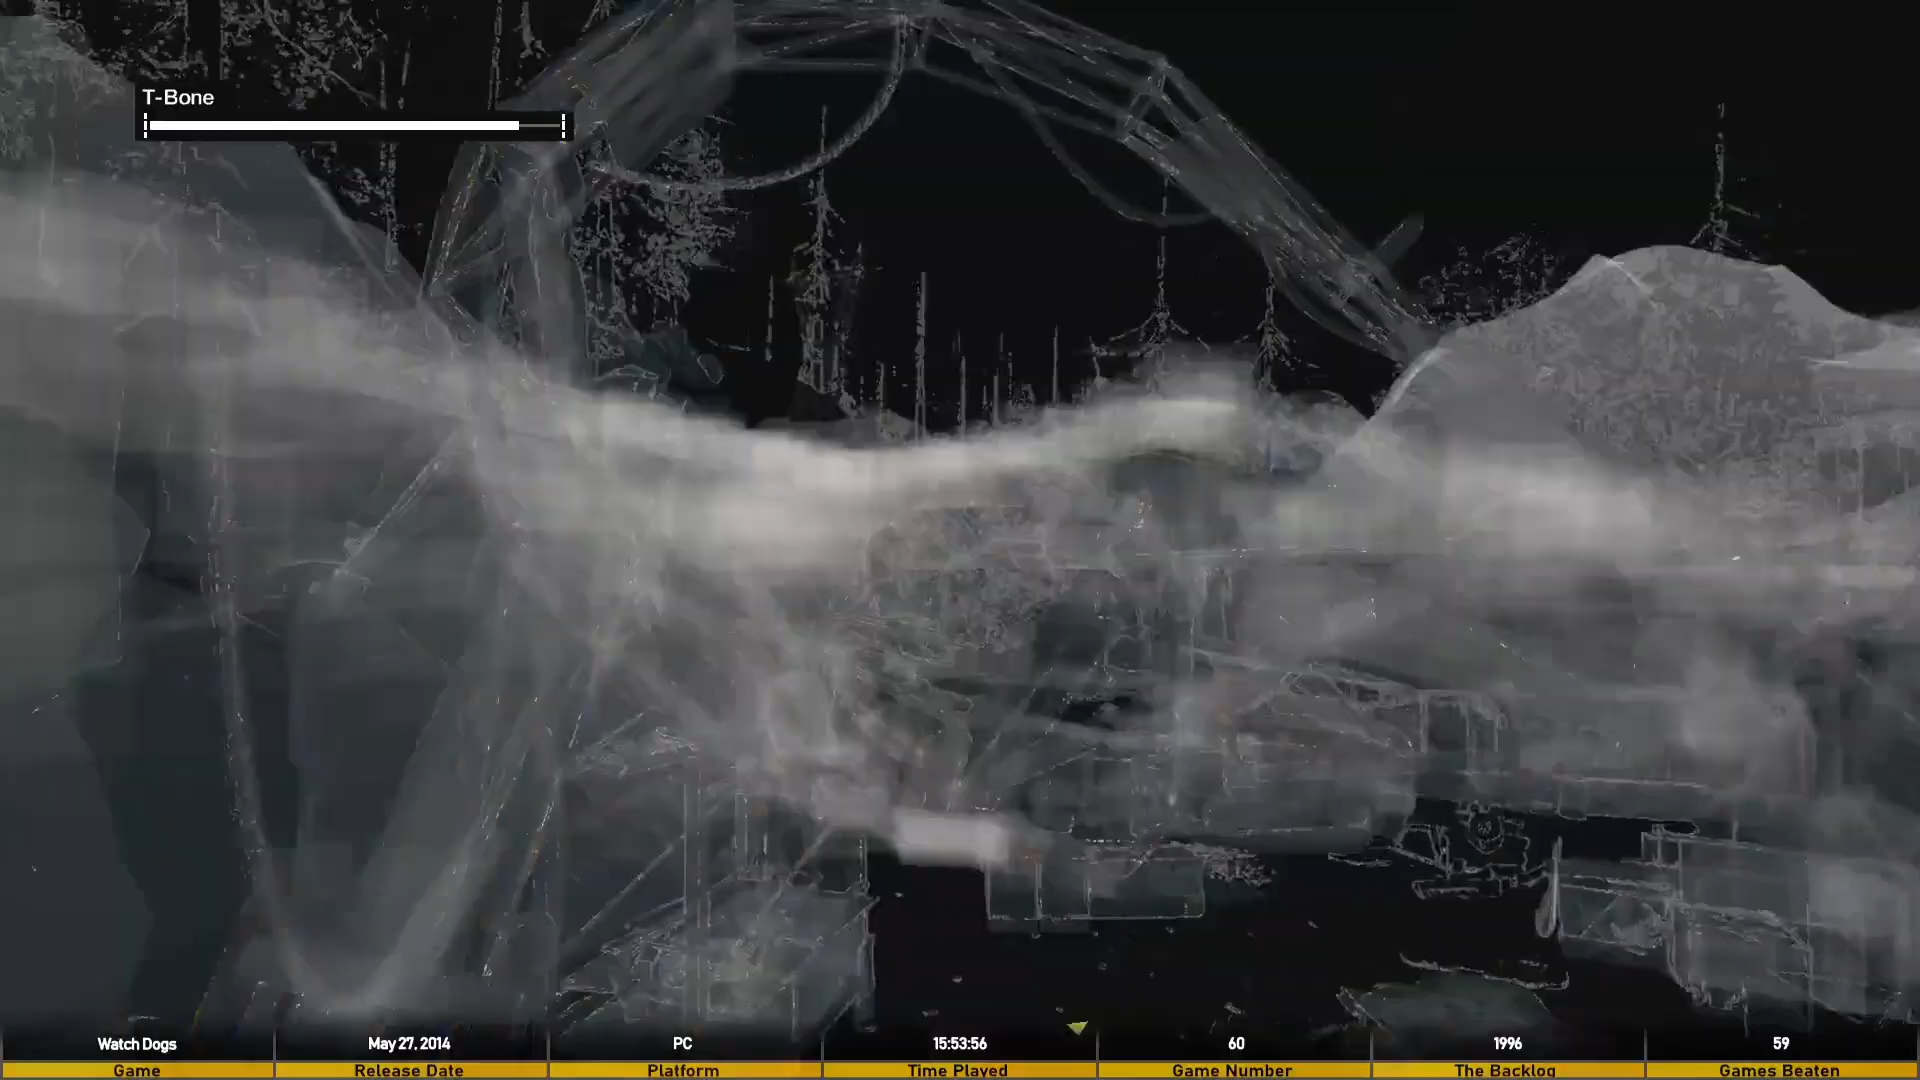 T-Bone
Watch Dogs May 27, 2014 PC 15:53:56 60 1996 59
Game Release Date Platform Time Played Game Number The Backlog Games Beaten